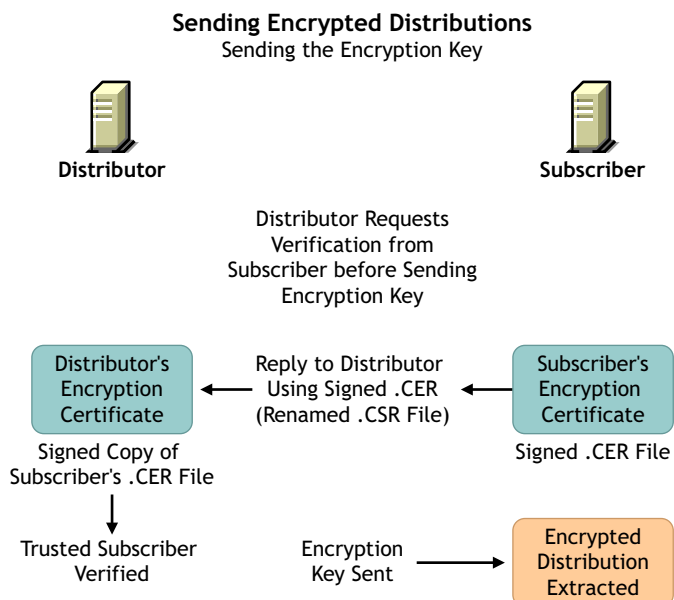 Sending Encrypted Distributions
Sending the Encryption Key
Distributor
Subscriber
Distributor Requests
Verification from
Subscriber before Sending
Encryption Key
Distributor's
Encryption
Certificate
Reply to Distributor
Using Signed .CER
(Renamed .CSR File)
Subscriber's
Encryption
Certificate
Signed Copy of
Subscriber's .CER File
Signed .CER File
Trusted Subscriber
Verified
Encryption
Key Sent
Encrypted
Distribution
Extracted